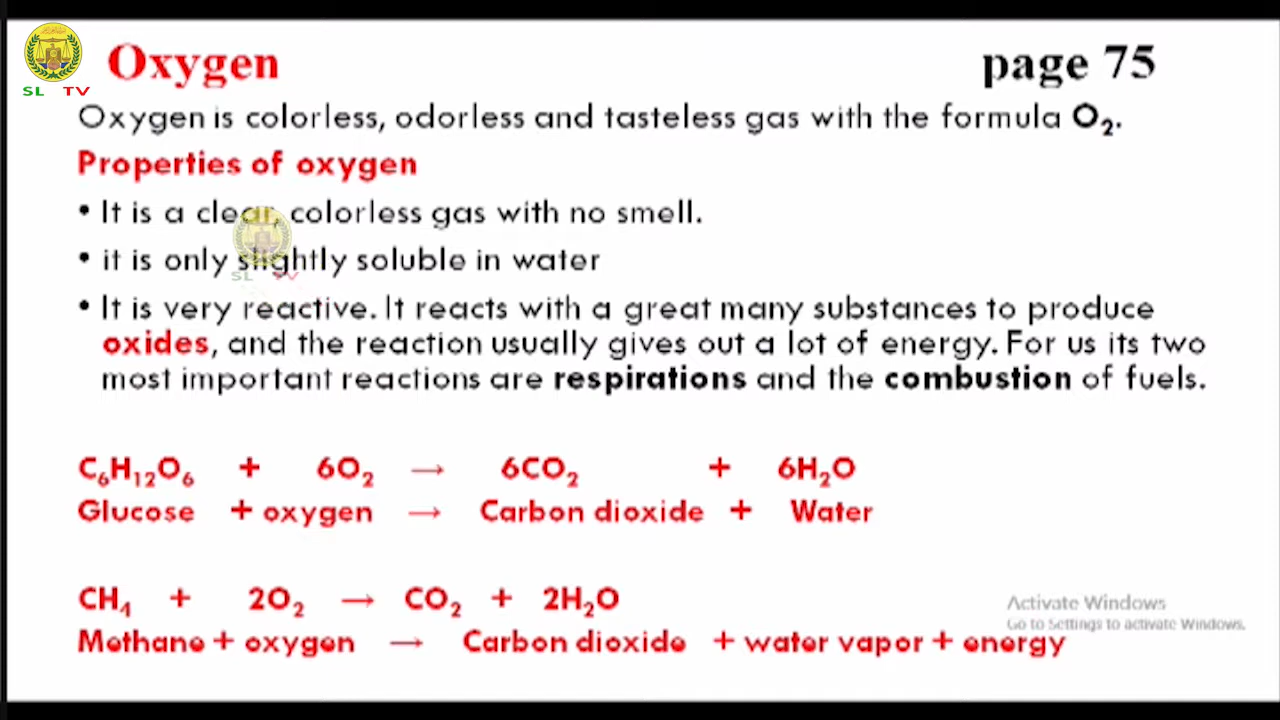 SL TV
Oxygen page 75
Oxygen is colorless, odorless and tasteless gas with the formula O₂.
Properties of oxygen
• It is a clear, colorless gas with no smell.
• it is only slightly soluble in water
SL TV
• It is very reactive. It reacts with a great many substances to produce
oxides, and the reaction usually gives out a lot of energy. For us its two
most important reactions are respirations and the combustion of fuels.
C₆H₁₂O₆ + 6O₂ → 6CO₂ + 6H₂O
Glucose + oxygen → Carbon dioxide + Water
CH₄ + 2O₂ → CO₂ + 2H₂O
Methane + oxygen → Carbon dioxide + water vapor + energy
Activate Windows
Go to Settings to activate Windows.